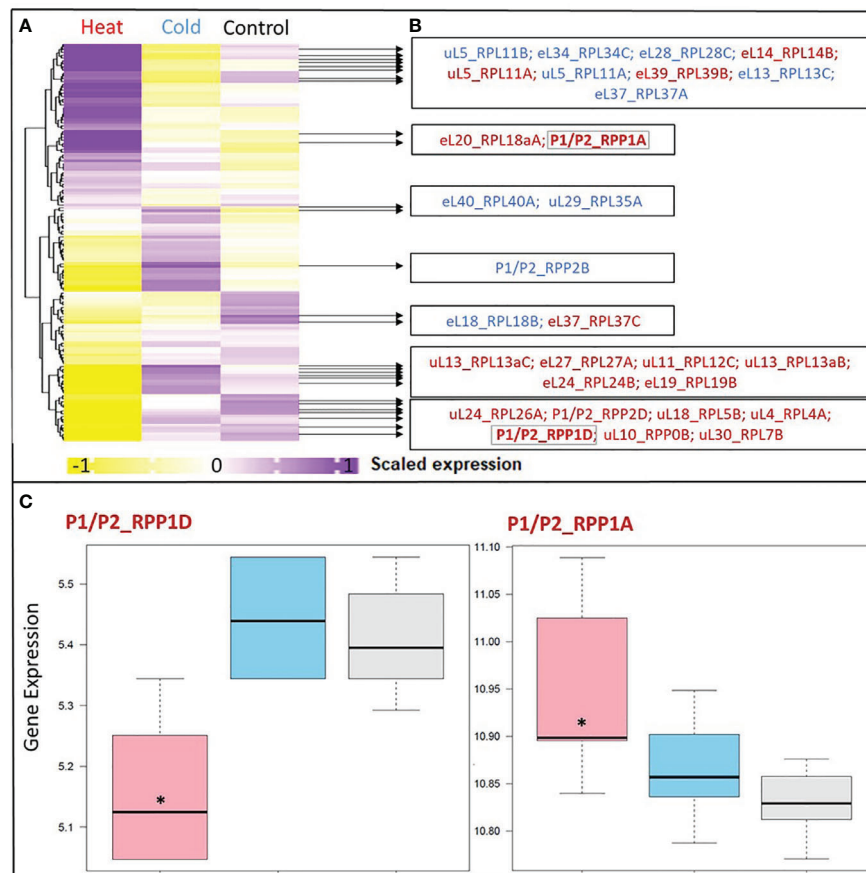 A
Heat Cold Control
B
uL5_RPL11B; eL34_RPL34C; eL28_RPL28C; eL14_RPL14B;
uL5_RPL11A; uL5_RPL11A; eL39_RPL39B; eL13_RPL13C;
eL37_RPL37A
eL20_RPL18aA; P1/P2_RPP1A
eL40_RPL40A; uL29_RPL35A
P1/P2_RPP2B
eL18_RPL18B; eL37_RPL37C
uL13_RPL13aC; eL27_RPL27A; uL11_RPL12C; uL13_RPL13aB;
eL24_RPL24B; eL19_RPL19B
uL24_RPL26A; P1/P2_RPP2D; uL18_RPL5B; uL4_RPL4A;
P1/P2_RPP1D; uL10_RPP0B; uL30_RPL7B
-1 0 1 Scaled expression
C
P1/P2_RPP1D
Gene Expression
5.5
5.4
5.3
5.2
5.1
*
P1/P2_RPP1A
11.10
11.05
11.00
10.95
10.90
10.85
10.80
*